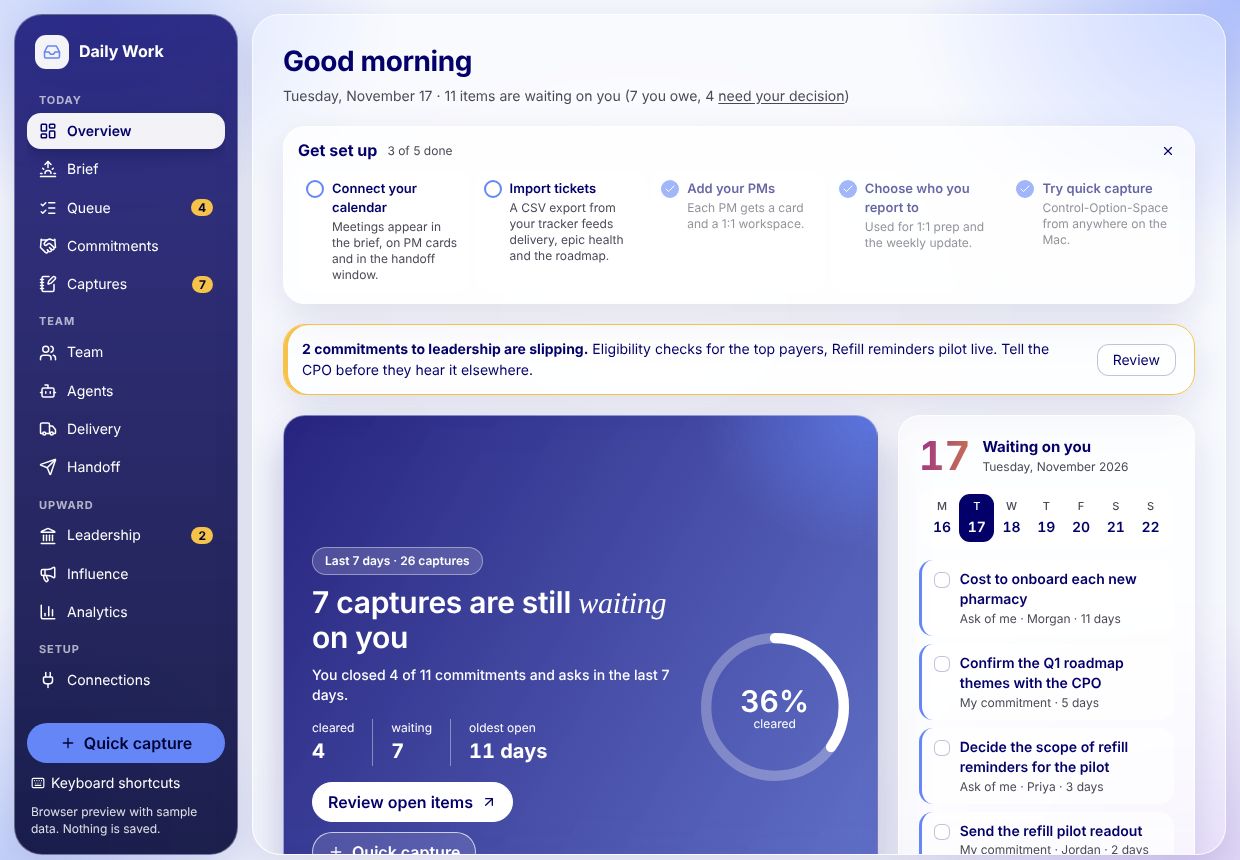 Daily Work
TODAY
Overview
Brief
Queue 4
Commitments
Captures 7
TEAM
Team
Agents
Delivery
Handoff
UPWARD
Leadership 2
Influence
Analytics
SETUP
Connections
+ Quick capture
Keyboard shortcuts
Browser preview with sample
data. Nothing is saved.
Good morning
Tuesday, November 17 · 11 items are waiting on you (7 you owe, 4 need your decision)
Get set up 3 of 5 done
Connect your
calendar
Meetings appear in
the brief, on PM cards
and in the handoff
window.
Import tickets
A CSV export from
your tracker feeds
delivery, epic health
and the roadmap.
Add your PMs
Each PM gets a card
and a 1:1 workspace.
Choose who you
report to
Used for 1:1 prep and
the weekly update.
Try quick capture
Control-Option-Space
from anywhere on the
Mac.
2 commitments to leadership are slipping. Eligibility checks for the top payers, Refill reminders pilot live. Tell the
CPO before they hear it elsewhere.
Review
Last 7 days · 26 captures
7 captures are still waiting
on you
You closed 4 of 11 commitments and asks in the last 7
days.
cleared waiting oldest open
4 7 11 days
36%
cleared
Review open items
+ Quick capture
17
Waiting on you
Tuesday, November 2026
M T W T F S S
16 17 18 19 20 21 22
Cost to onboard each new
pharmacy
Ask of me · Morgan · 11 days
Confirm the Q1 roadmap
themes with the CPO
My commitment · 5 days
Decide the scope of refill
reminders for the pilot
Ask of me · Priya · 3 days
Send the refill pilot readout
My commitment · Jordan · 2 days